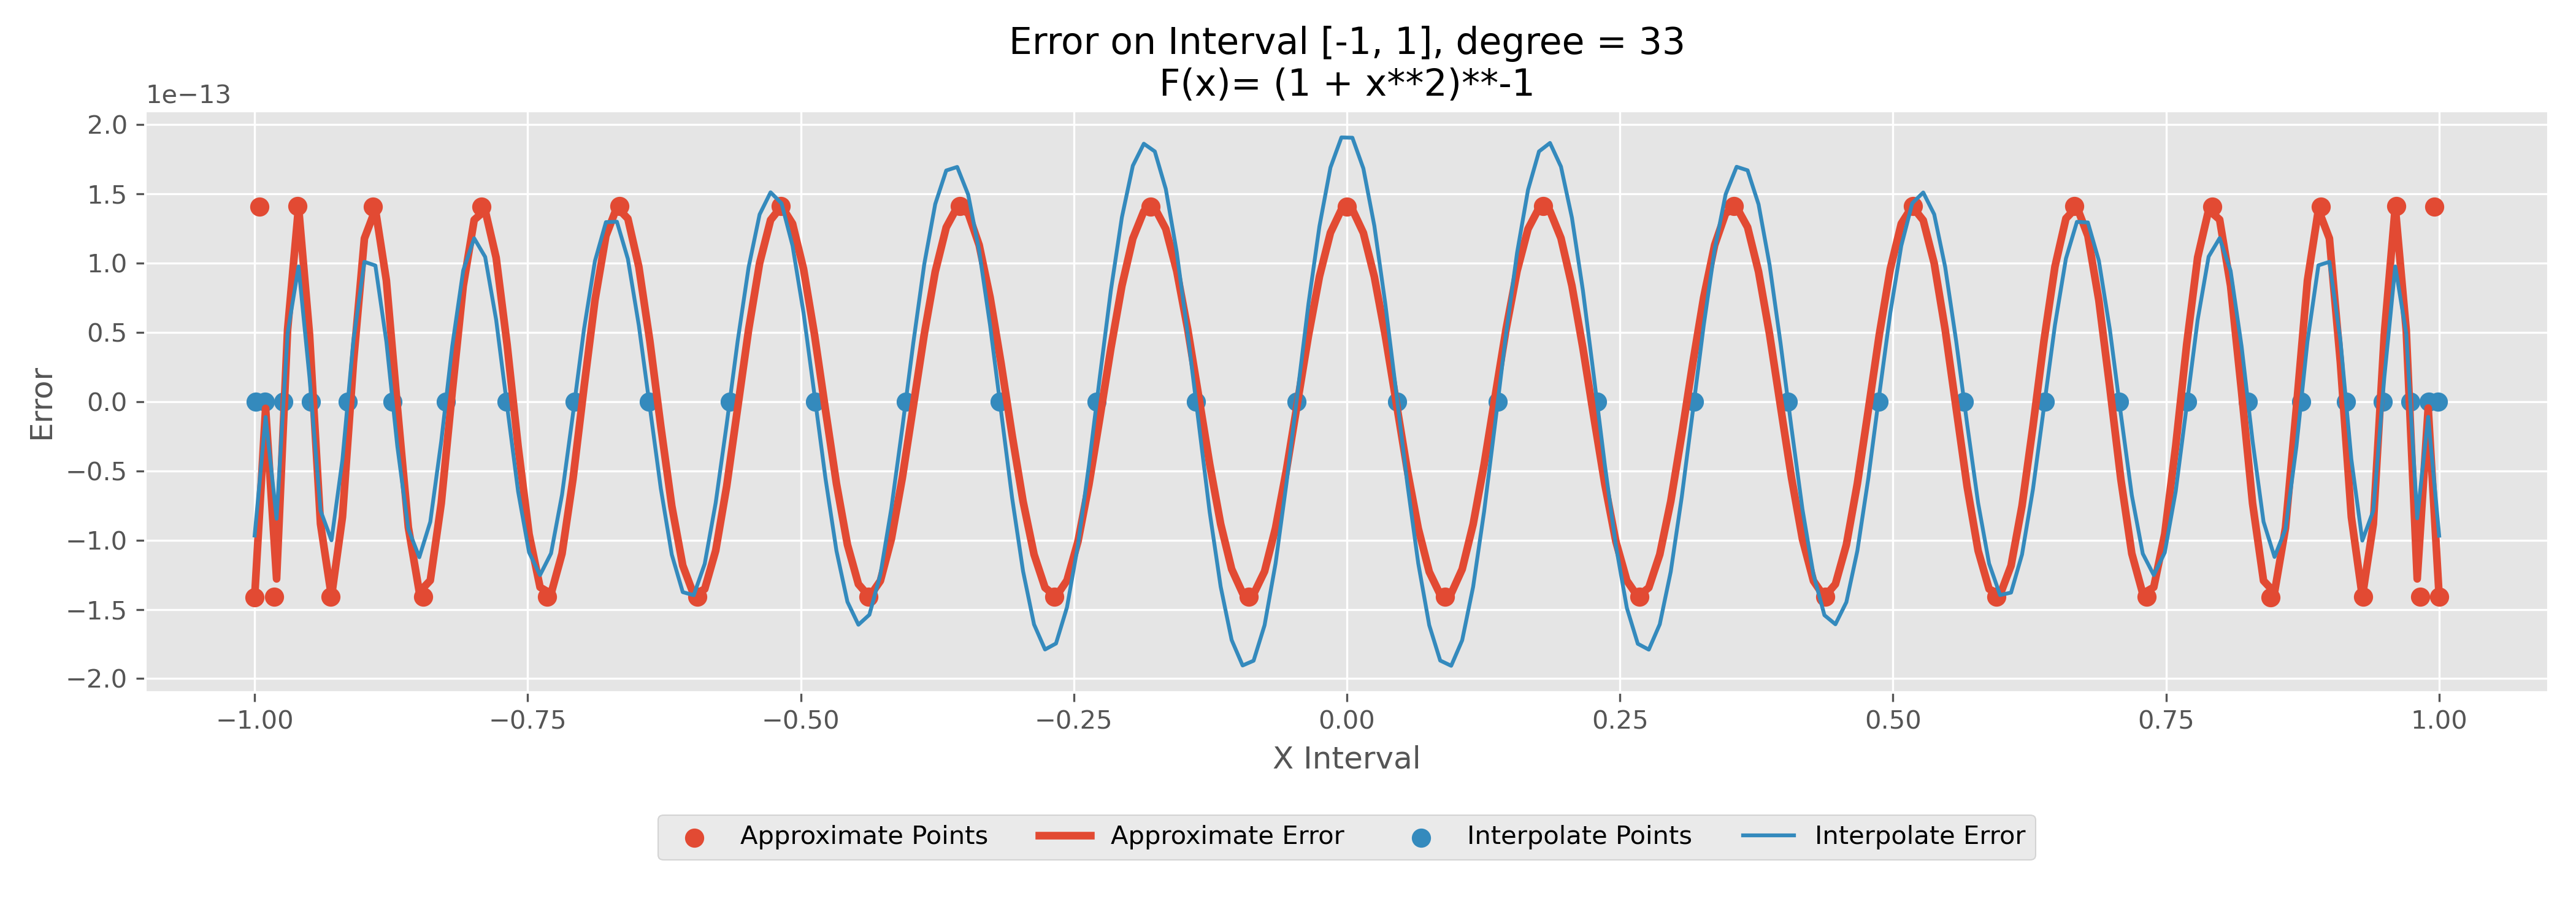 Error on Interval [-1, 1], degree = 33
F(x)= (1 + x**2)**-1
1e−13
2.0
1.5
1.0
0.5
0.0
−0.5
−1.0
−1.5
−2.0
Error
−1.00 −0.75 −0.50 −0.25 0.00 0.25 0.50 0.75 1.00
X Interval
Approximate Points Approximate Error Interpolate Points Interpolate Error